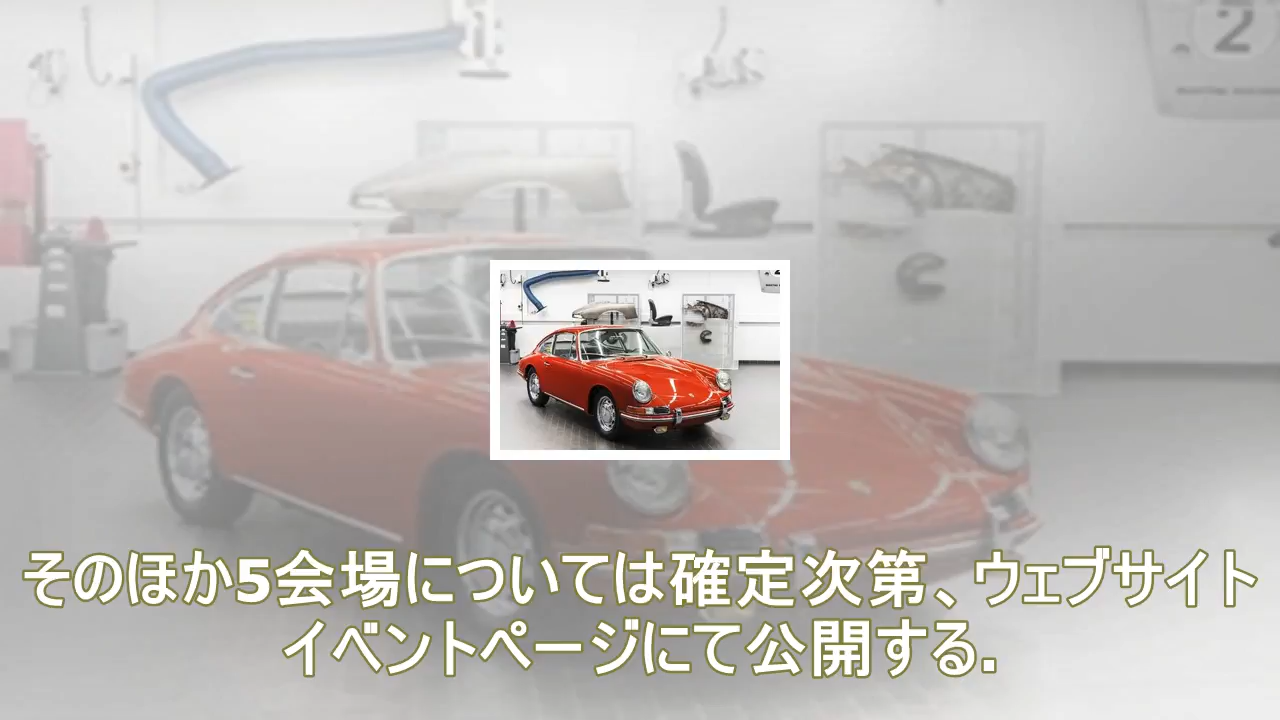 2
そのほか5会場については確定次第、ウェブサイト
イベントページにて公開する.